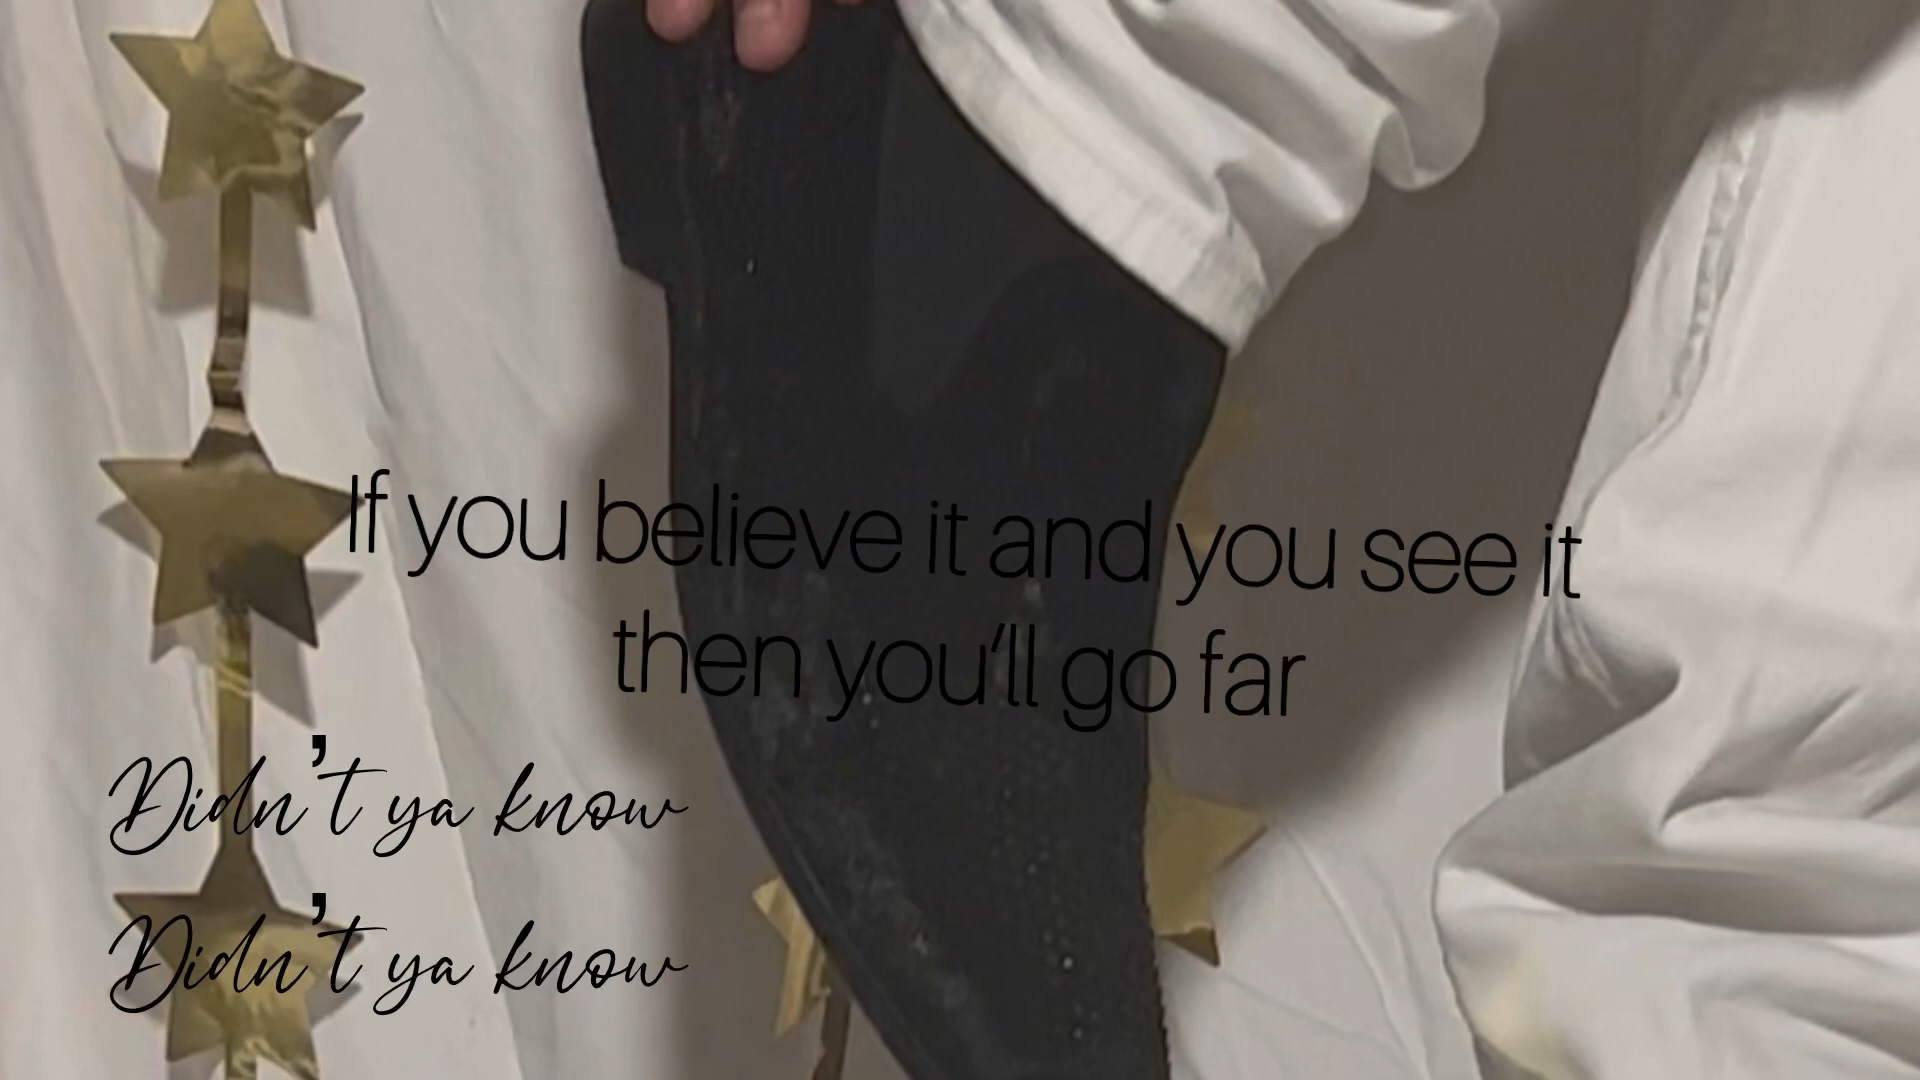 If you believe it and you see it
then you'll go far
Didn't ya know
Didn't ya know